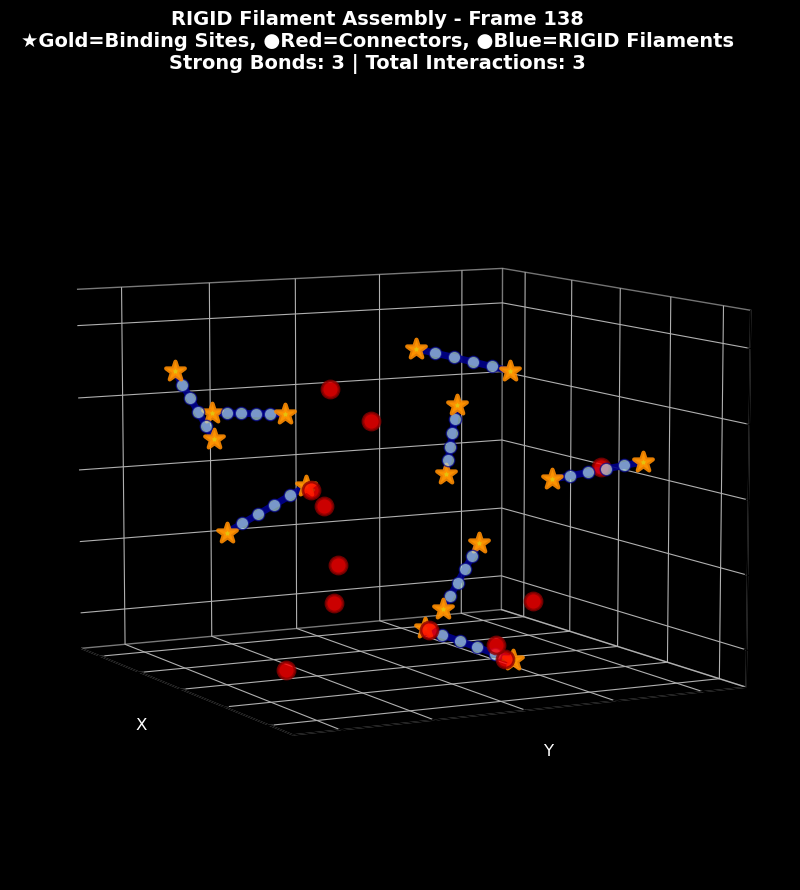 RIGID Filament Assembly - Frame 138
★Gold=Binding Sites, ●Red=Connectors, ●Blue=RIGID Filaments
Strong Bonds: 3 | Total Interactions: 3
X
Y